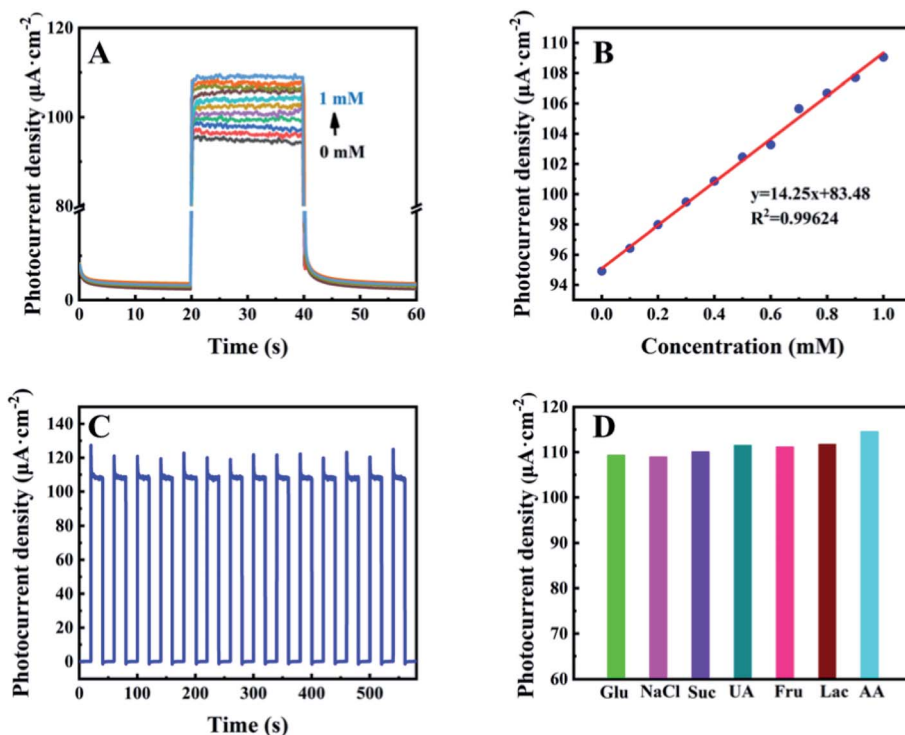 A
Photocurrent density (μA·cm-2)
120
100
80
0
1 mM
0 mM
0 10 20 30 40 50 60
Time (s)
B
Photocurrent density (μA·cm-2)
110
108
106
104
102
100
98
96
94
y=14.25x+83.48
R2=0.99624
0.0 0.2 0.4 0.6 0.8 1.0
Concentration (mM)
C
Photocurrent density (μA·cm-2)
140
120
100
80
60
40
20
0
0 100 200 300 400 500
Time (s)
D
Photocurrent density (μA·cm-2)
120
110
100
90
80
70
60
Glu NaCl Suc UA Fru Lac AA